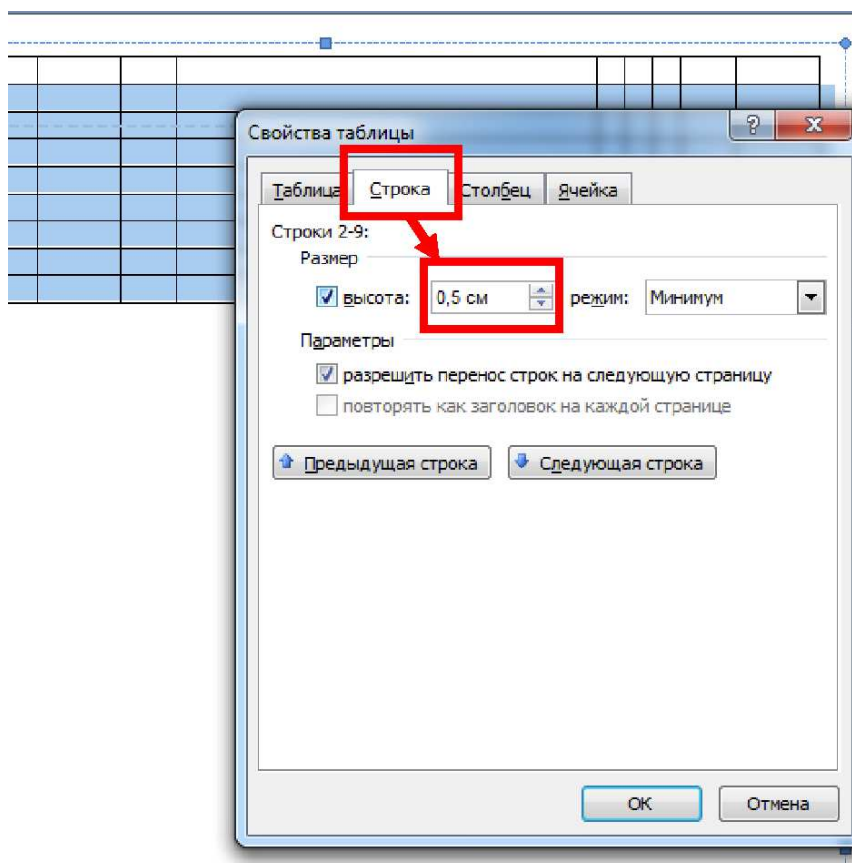 Свойства таблицы
?
x
Таблица Строка Столбец Ячейка
Строки 2-9:
Размер
высота: 0,5 см режим: Минимум
Параметры
разрешить перенос строк на следующую страницу
повторять как заголовок на каждой странице
Предыдущая строка Следующая строка
ОК Отмена